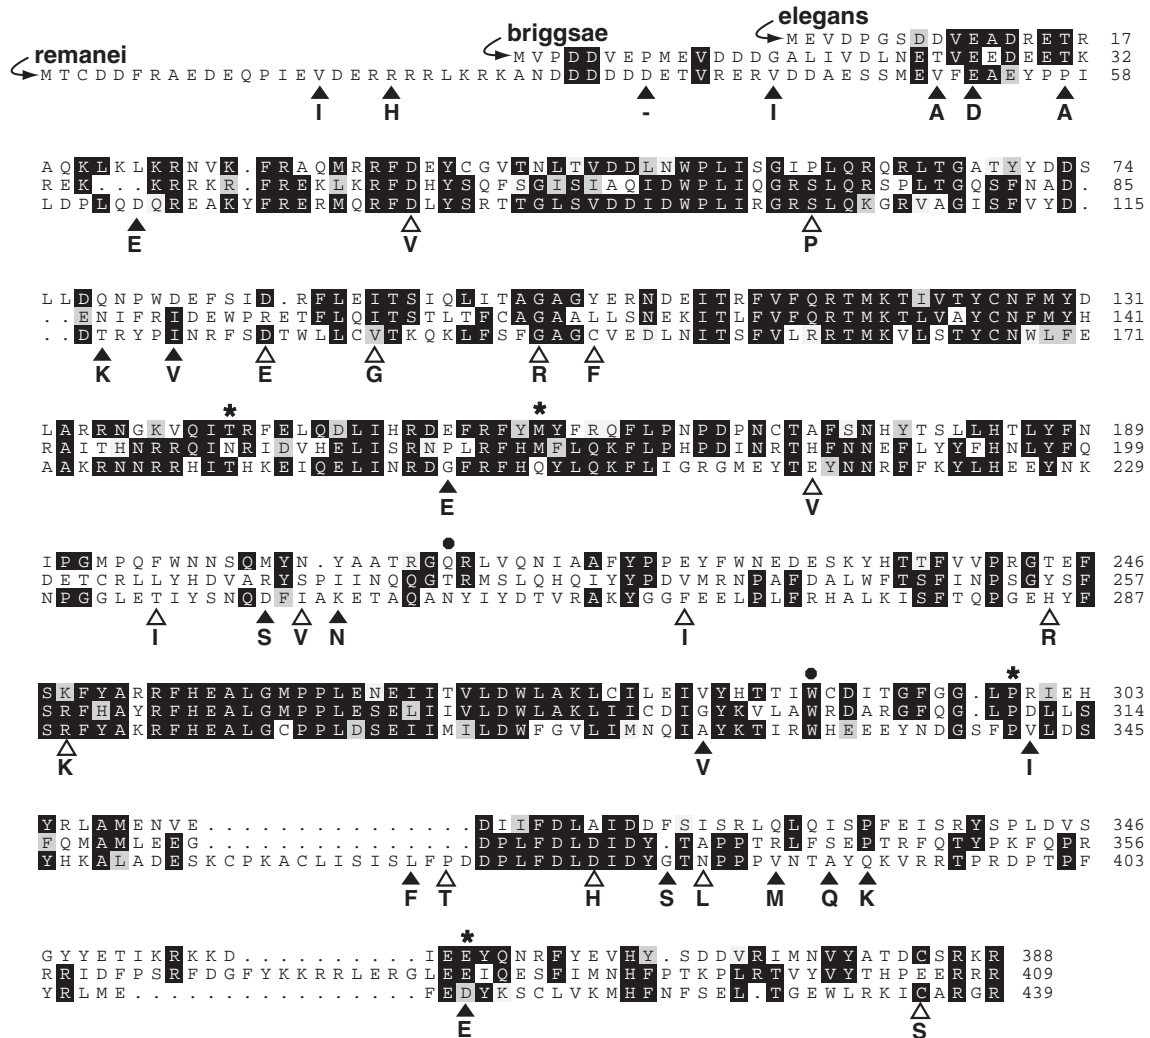 elegans
briggsae
remanei
MEVDPGSDDVEADRETR 17
MVPDDVEPMEVDDDGALIVDLNETVEEDEETK 32
MTCDDFRAEDEQPIEVDERRRRLKRKANDDDDDDETVRERVDDAESSMEVFEAEYPPI 58
I H - I A D A
AQKLKLKRNVK.FRAQMRRFDEYCGVTNLTVDDLNWPLISGIPLQRQRLTGATYYDDS 74
REK...KRRKR.FREKLKRFDHYSQFSGISIAQIDWPLIQGRSLQRSPLTGQSFNAD. 85
LDPLQDQREAKYFRERMQRFDLYSRTTGLSVDDIDWPLIRGRSLQKGRVAGISFVYD. 115
E V P
LLDQNPWDEFSID.RFLEITSIQLITAGAGYERNDEITRFVFQRTMKTIVTYCNFMYD 131
..ENIFRIDEWPRETFLQITSTLTFCAGAALLSNEKITLFVFQRTMKTLVAYCNFMYH 141
..DTRYPINRFSDTWLLCVTKQKLFSFGAGCVEDLNITSFVLRRTMKVLSTYCNWLFE 171
K V E G R F
* *
LARRNGKVQITRFELQDLIHRDEFRFYMYFRQFLPNPDPNCTAFSNHYTSLLHTLYFN 189
RAITHNRRQINRIDVHELISRNPLRFHMFLQKFLPHPDINRTHFNNEFLYYFHNLYFQ 199
AAKRNNRRHITHKEIQELINRDGFRFHQYLQKFLIGRGMEYTEYNNRFFKYLHEEYNK 229
E V
●
IPGMPQFWNNSQMYN.YAATRGQRLVQNIAAFYPPEYFWNEDESKYHTTFVVPRGTEF 246
DETCRLLYHDVARYSPIINQQGTRMSLQHQIYYPDVMRNPAFDALWFTSFINPSGYSF 257
NPGGLETIYSNQDFIAKETAQANYIYDTVRAKYGGFEELPLFRHALKISFTQPGEHYF 287
I S V N I R
● *
SKFYARRFHEALGMPPLENEIITVLDWLAKLCILEIVYHTTIWCDITGFGG.LPRIEH 303
SRFHAYRFHEALGMPPLESELIIVLDWLAKLIICDIGYKVLAWRDARGFQG.LPDLLS 314
SRFYAKRFHEALGCPPLDSEIIMILDWFGVLIMNQIAYKTIRWHEEEYNDGSFPVLDS 345
K V I
YRLAMENVE...............DIIFDLAIDDFSISRLQLQISPFEISRYSPLDVS 346
FQMAMLEEG...............DPLFDLDIDY.TAPPTRLFSEPTRFQTYPKFQPR 356
YHKALADESKCPKACLISISLFPDDPLFDLDIDYGTNPPPVNTAYQKVRRTPRDPTPF 403
F T H S L M Q K
*
GYYETIKRKKD..........IEEYQNRFYEVHY.SDDVRIMNVYATDCSRKR 388
RRIDFPSRFDGFYKKRRLERGLEEIQESFIMNHFPTKPLRTVYVYTHPEERRR 409
YRLME................FEDYKSCLVKMHFNFSEL.TGEWLRKICARGR 439
E S